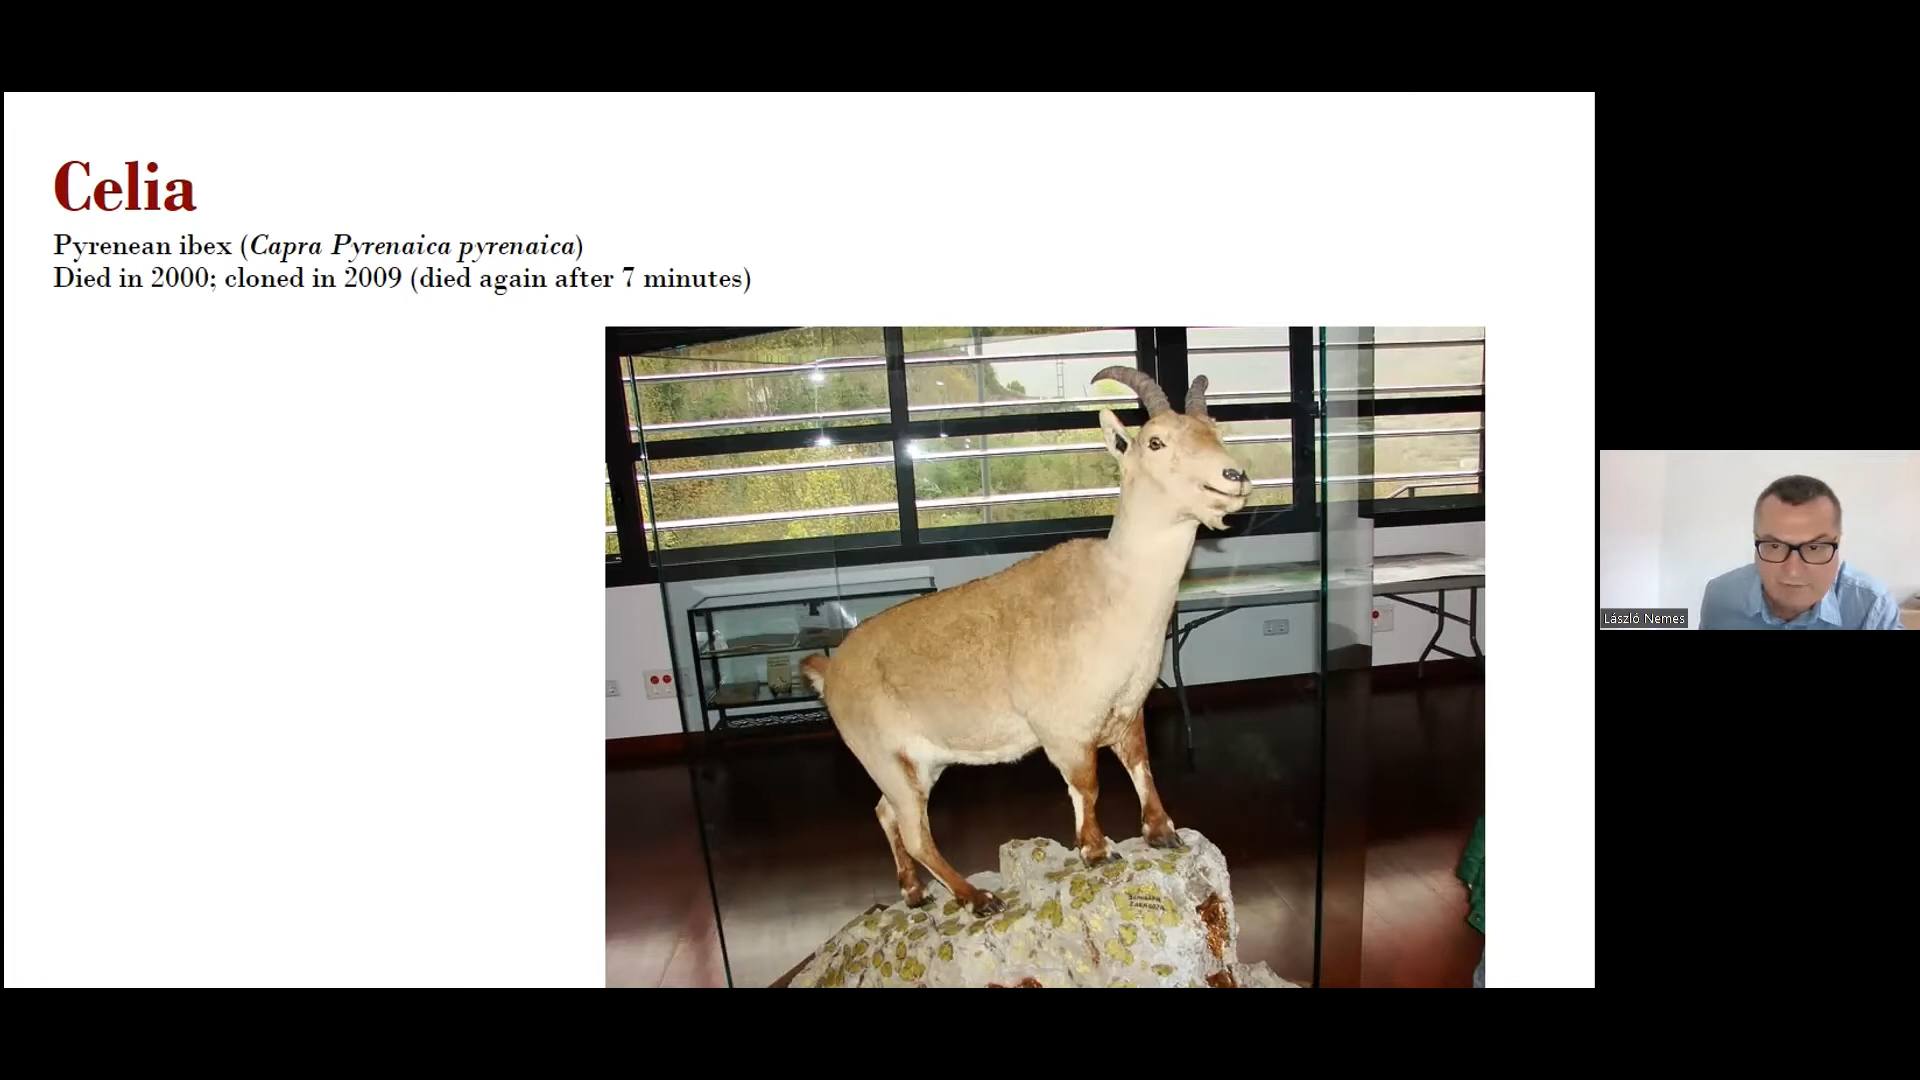 Celia
Pyrenean ibex (Capra Pyrenaica pyrenaica)
Died in 2000; cloned in 2009 (died again after 7 minutes)
László Nemes